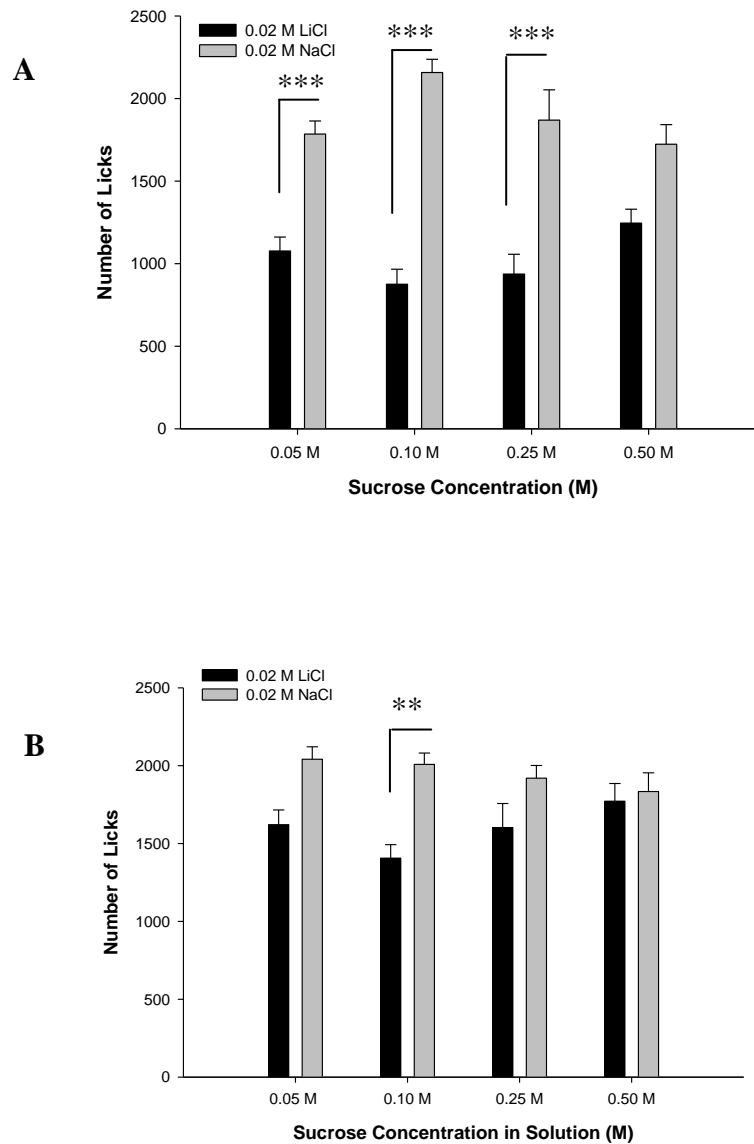 A
0.02 M LiCl
0.02 M NaCl
***
***
***
2500
2000
1500
1000
500
0
Number of Licks
0.05 M 0.10 M 0.25 M 0.50 M
Sucrose Concentration (M)
B
0.02 M LiCl
0.02 M NaCl
**
2500
2000
1500
1000
500
0
Number of Licks
0.05 M 0.10 M 0.25 M 0.50 M
Sucrose Concentration in Solution (M)